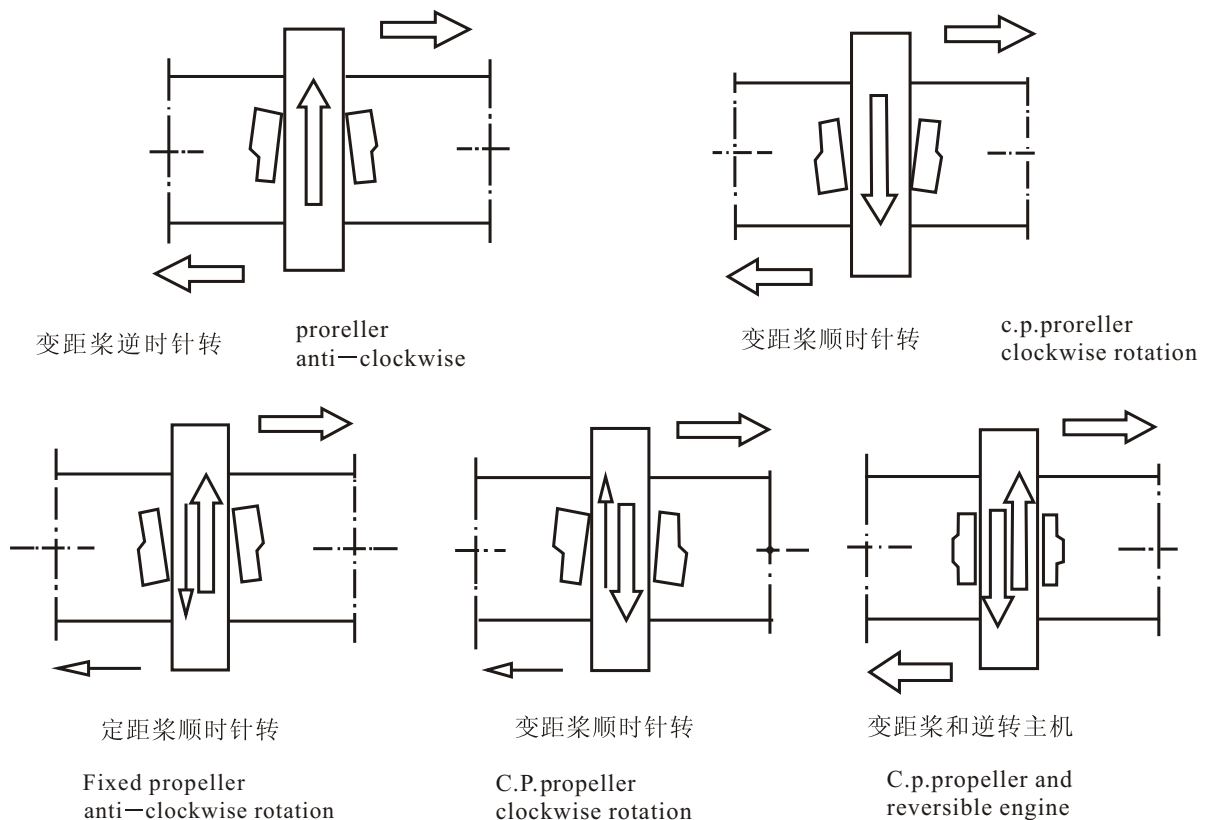 变距桨逆时针转
proreller
anti—clockwise
变距桨顺时针转
c.p.proreller
clockwise rotation
定距桨顺时针转
Fixed propeller
anti—clockwise rotation
变距桨顺时针转
C.P.propeller
clockwise rotation
变距桨和逆转主机
C.p.propeller and
reversible engine